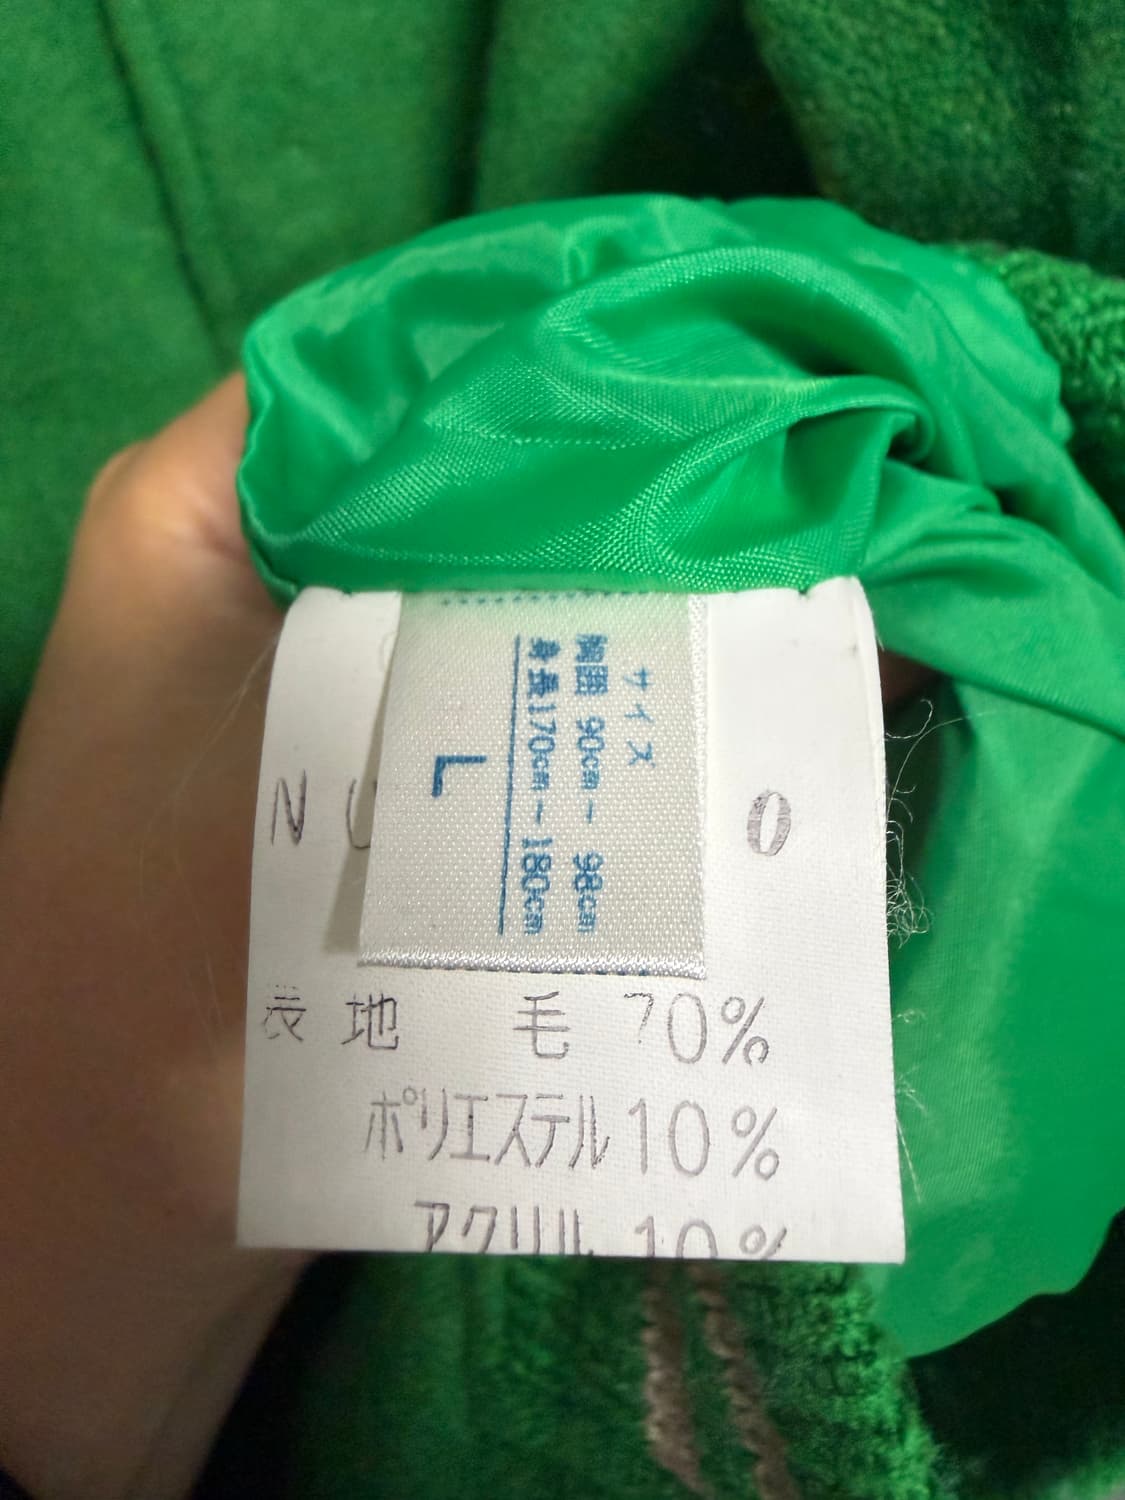 サイズ
胸囲 90cm ~ 98cm
身長170cm ~ 180cm
L
N 0
表地 毛 70%
ポリエステル 10%
アクリル 10%